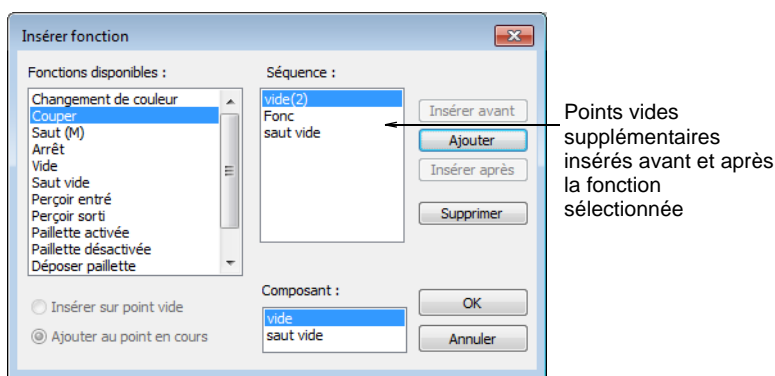 Insérer fonction
Fonctions disponibles :
Changement de couleur
Couper
Saut (M)
Arrêt
Vide
Saut vide
Perçoir entré
Perçoir sorti
Paillette activée
Paillette désactivée
Déposer paillette
Insérer sur point vide
Ajouter au point en cours
Séquence :
vide(2)
Fonc
saut vide
Composant :
vide
saut vide
Insérer avant
Ajouter
Insérer après
Supprimer
OK
Annuler
Points vides
supplémentaires
insérés avant et après
la fonction
sélectionnée